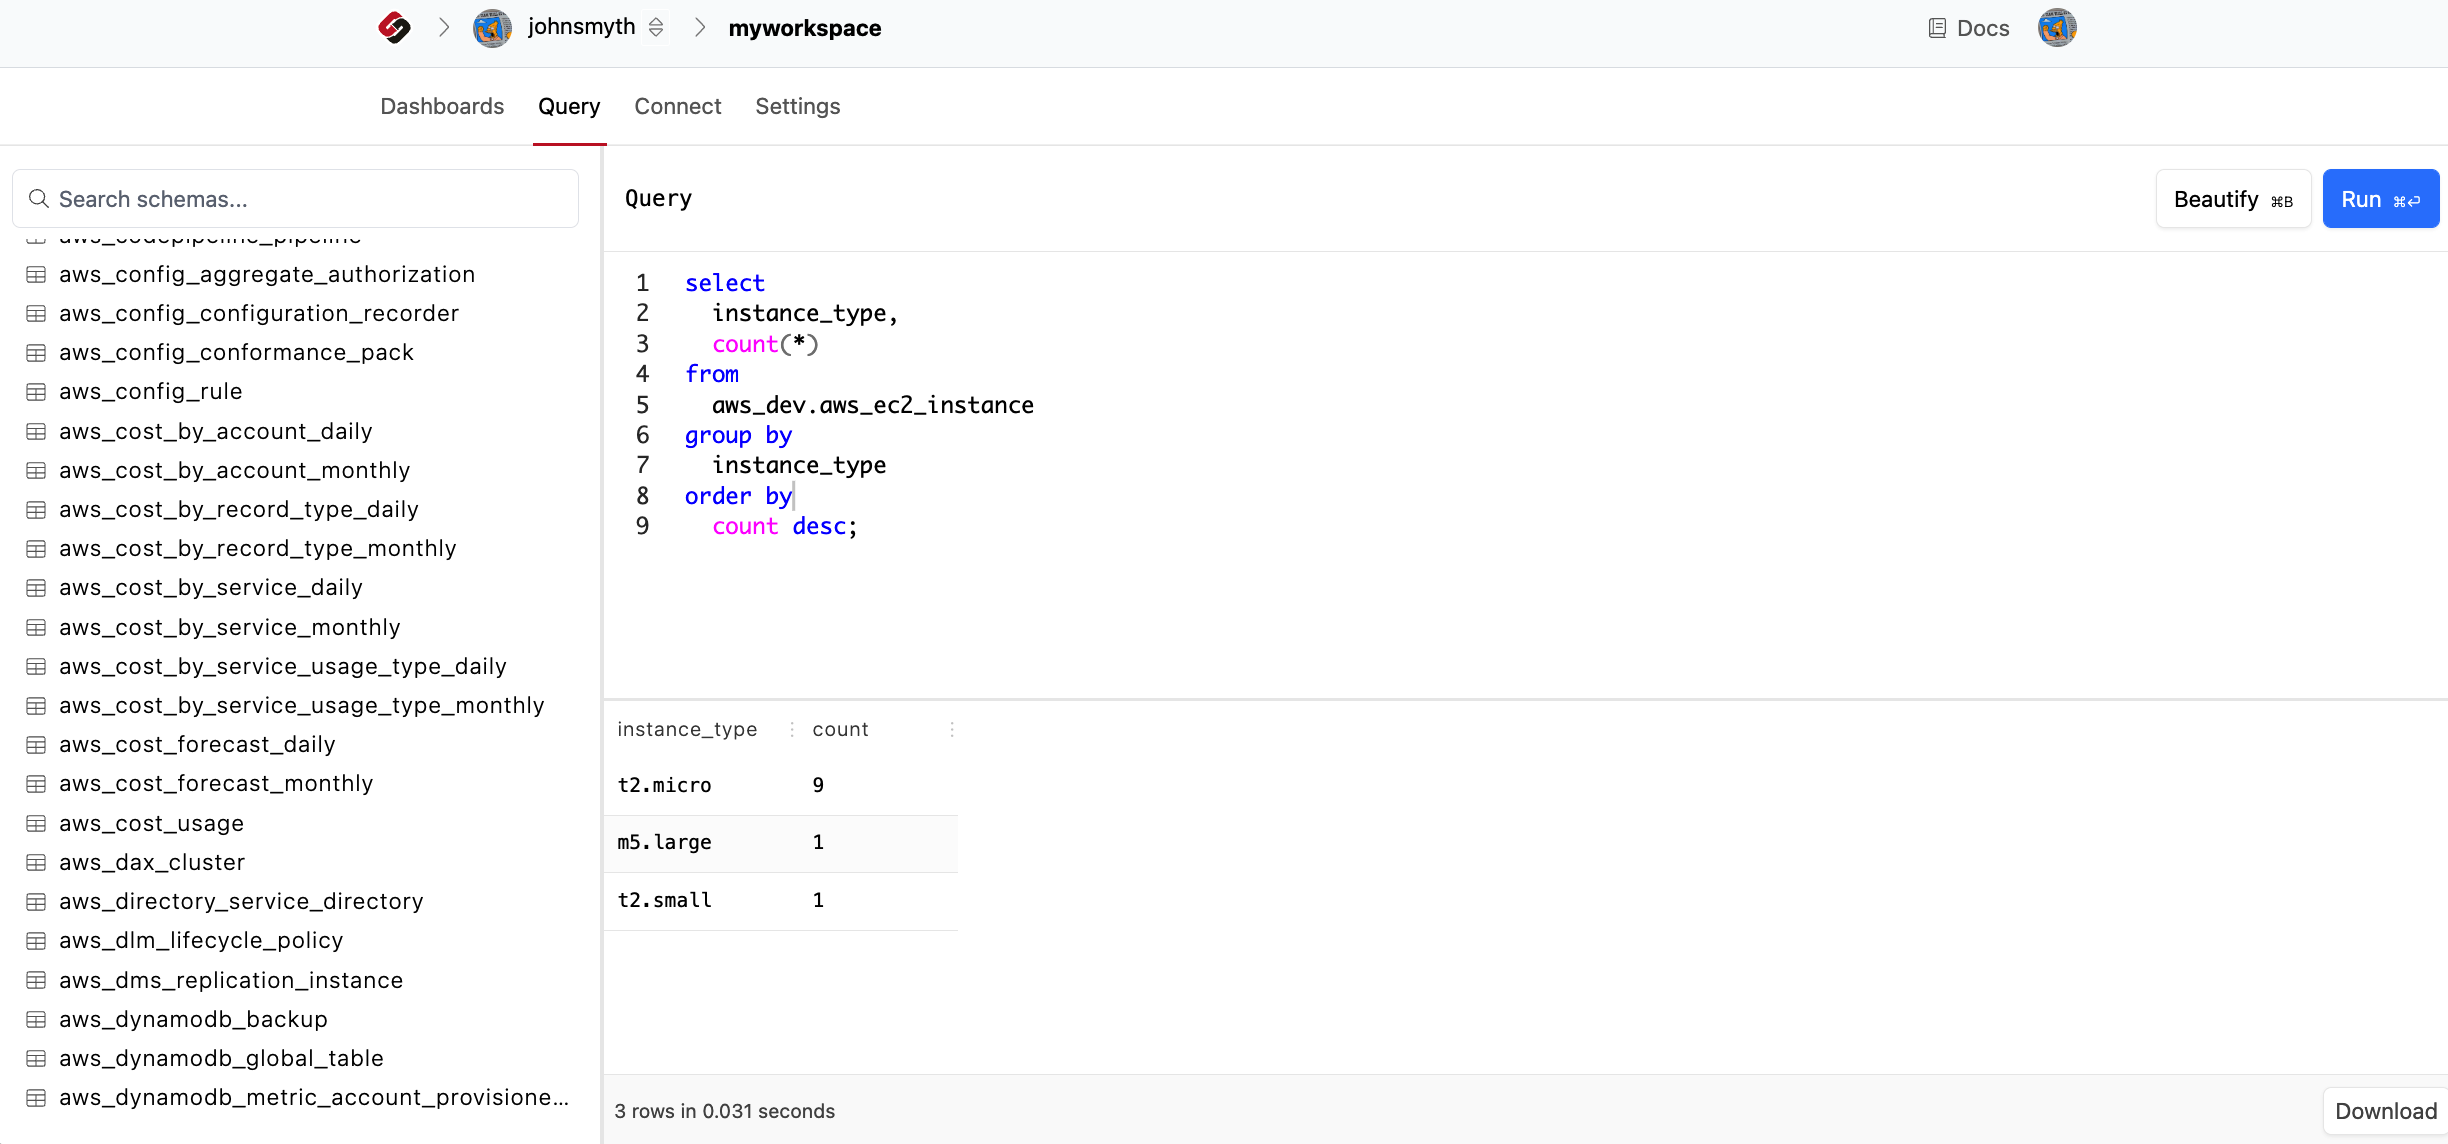 johnsmyth
myworkspace
Docs
Dashboards Query Connect Settings
Search schemas...
aws_codepipeline_pipeline
aws_config_aggregate_authorization
aws_config_configuration_recorder
aws_config_conformance_pack
aws_config_rule
aws_cost_by_account_daily
aws_cost_by_account_monthly
aws_cost_by_record_type_daily
aws_cost_by_record_type_monthly
aws_cost_by_service_daily
aws_cost_by_service_monthly
aws_cost_by_service_usage_type_daily
aws_cost_by_service_usage_type_monthly
aws_cost_forecast_daily
aws_cost_forecast_monthly
aws_cost_usage
aws_dax_cluster
aws_directory_service_directory
aws_dlm_lifecycle_policy
aws_dms_replication_instance
aws_dynamodb_backup
aws_dynamodb_global_table
aws_dynamodb_metric_account_provisione...
Query
Beautify ⌘B
Run ⌘⏎
1 select
2 instance_type,
3 count(*)
4 from
5 aws_dev.aws_ec2_instance
6 group by
7 instance_type
8 order by
9 count desc;
instance_type count
t2.micro 9
m5.large 1
t2.small 1
3 rows in 0.031 seconds
Download